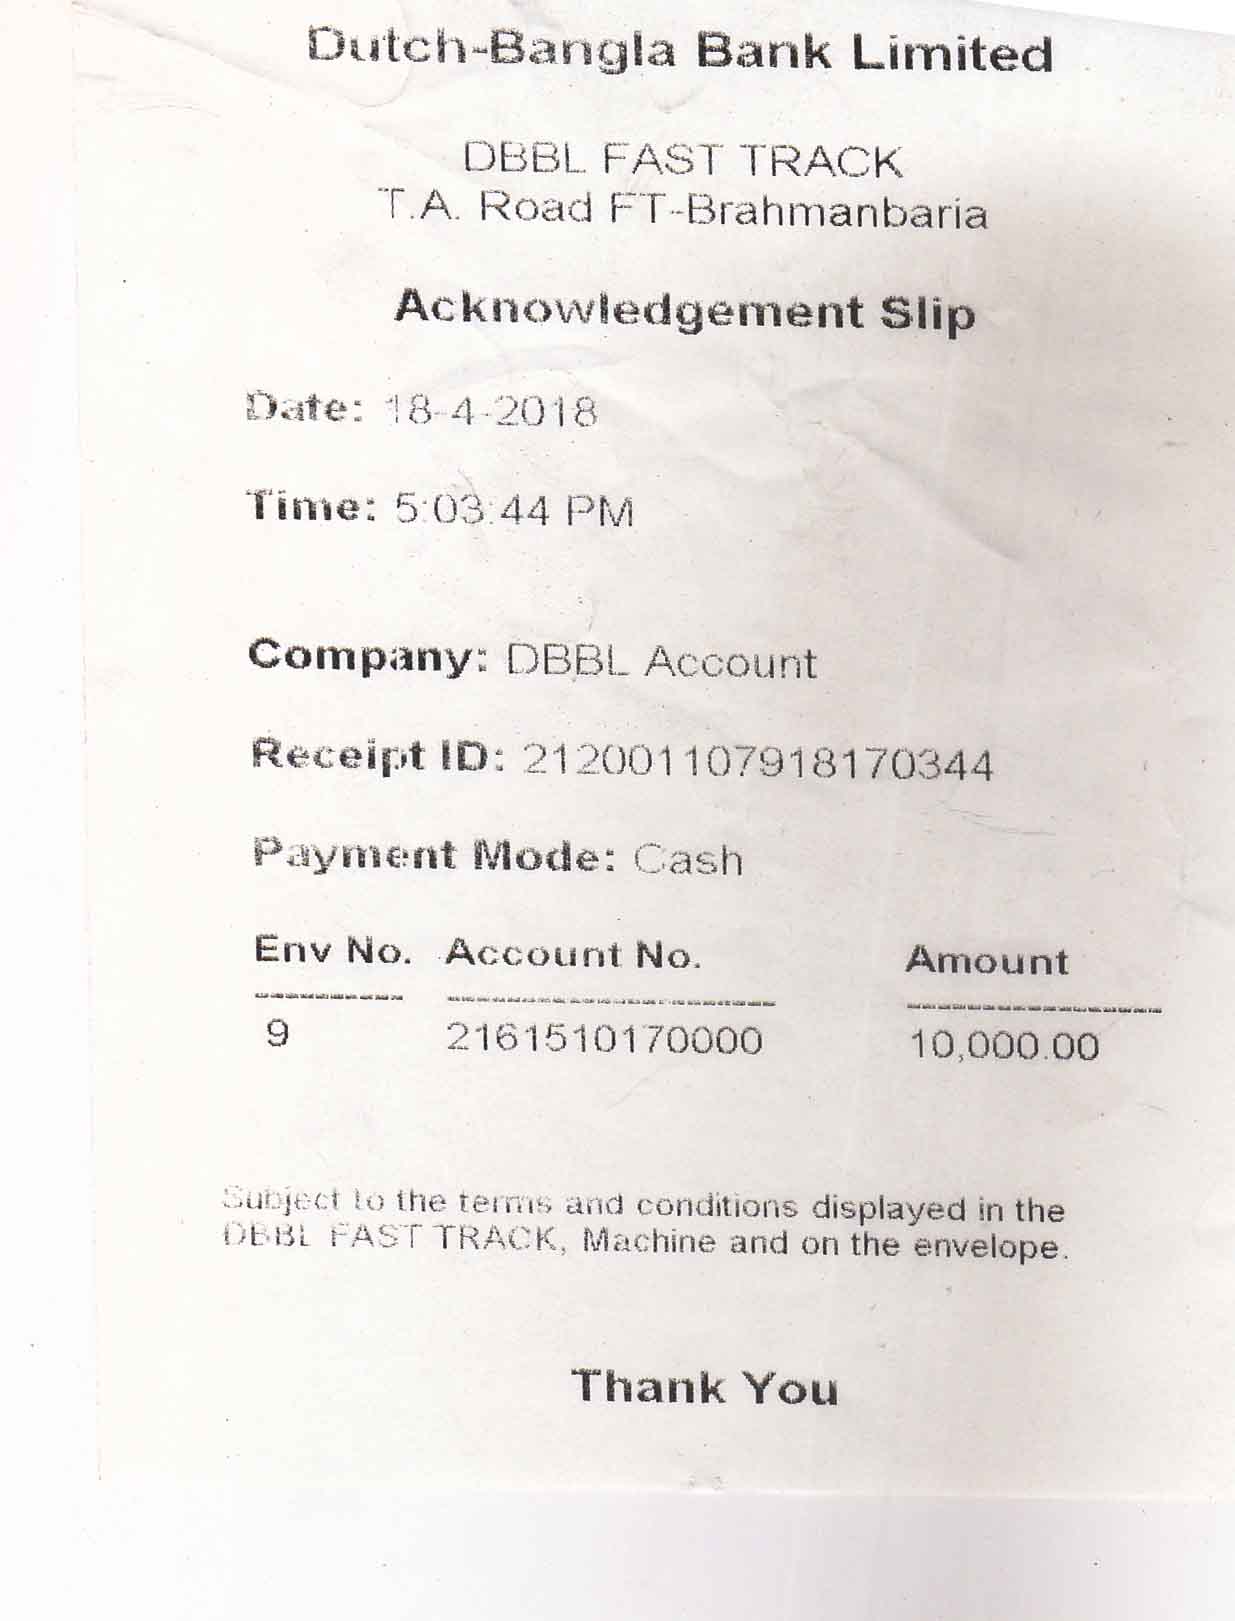 Dutch-Bangla Bank Limited
DBBL FAST TRACK
T.A. Road FT-Brahmanbaria
Acknowledgement Slip
Date: 18-4-2018
Time: 5:03:44 PM
Company: DBBL Account
Receipt ID: 212001107918170344
Payment Mode: Cash
Env No. Account No. Amount
9 2161510170000 10,000.00
Subject to the terms and conditions displayed in the
DBBL FAST TRACK, Machine and on the envelope.
Thank You